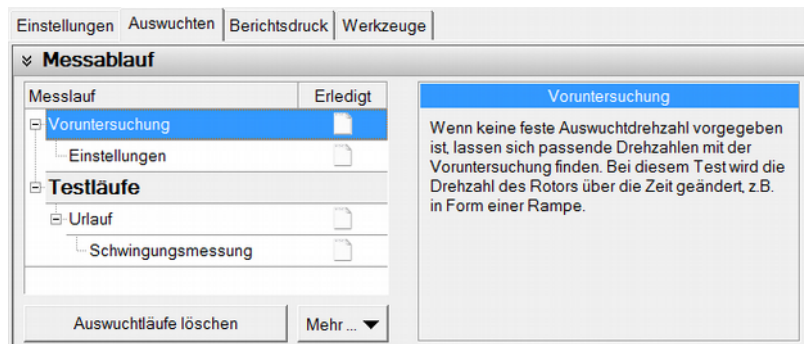 Einstellungen Auswuchten Berichtsdruck Werkzeuge
Messablauf
Messlauf Erledigt
Voruntersuchung
Einstellungen
Testläufe
Urlauf
Schwingungsmessung
Auswuchtläufe löschen Mehr ...
Voruntersuchung
Wenn keine feste Auswuchtdrehzahl vorgegeben
ist, lassen sich passende Drehzahlen mit der
Voruntersuchung finden. Bei diesem Test wird die
Drehzahl des Rotors über die Zeit geändert, z.B.
in Form einer Rampe.